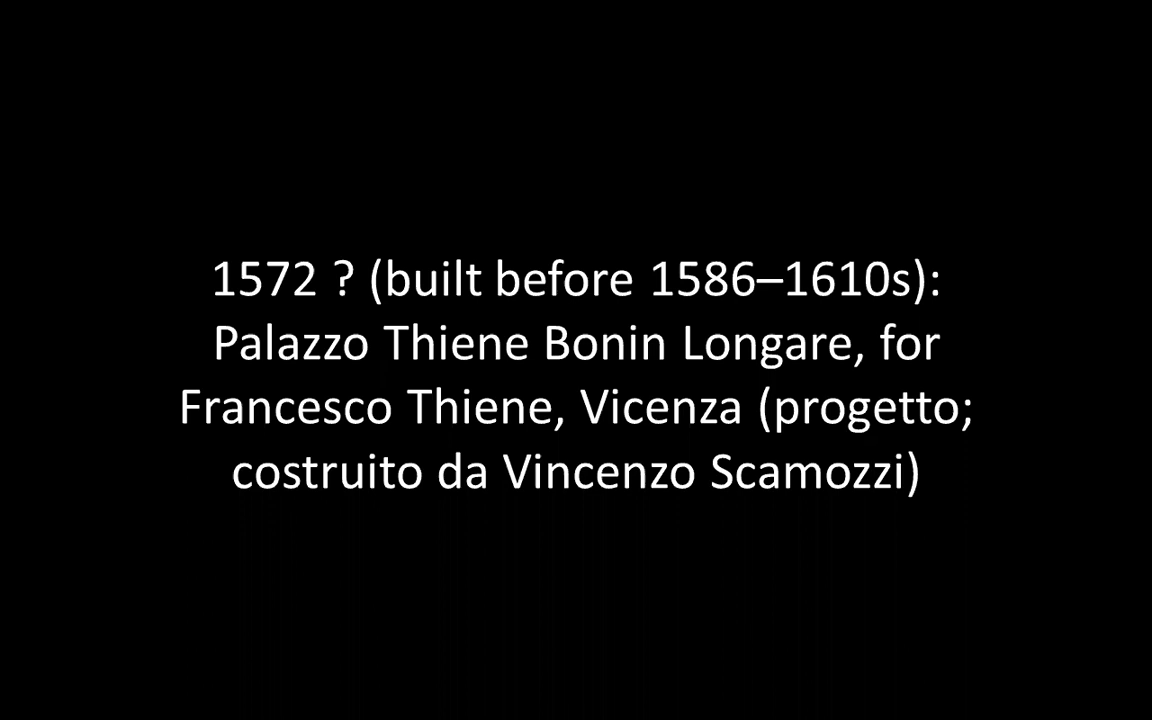 1572 ? (built before 1586–1610s):
Palazzo Thiene Bonin Longare, for
Francesco Thiene, Vicenza (progetto;
costruito da Vincenzo Scamozzi)